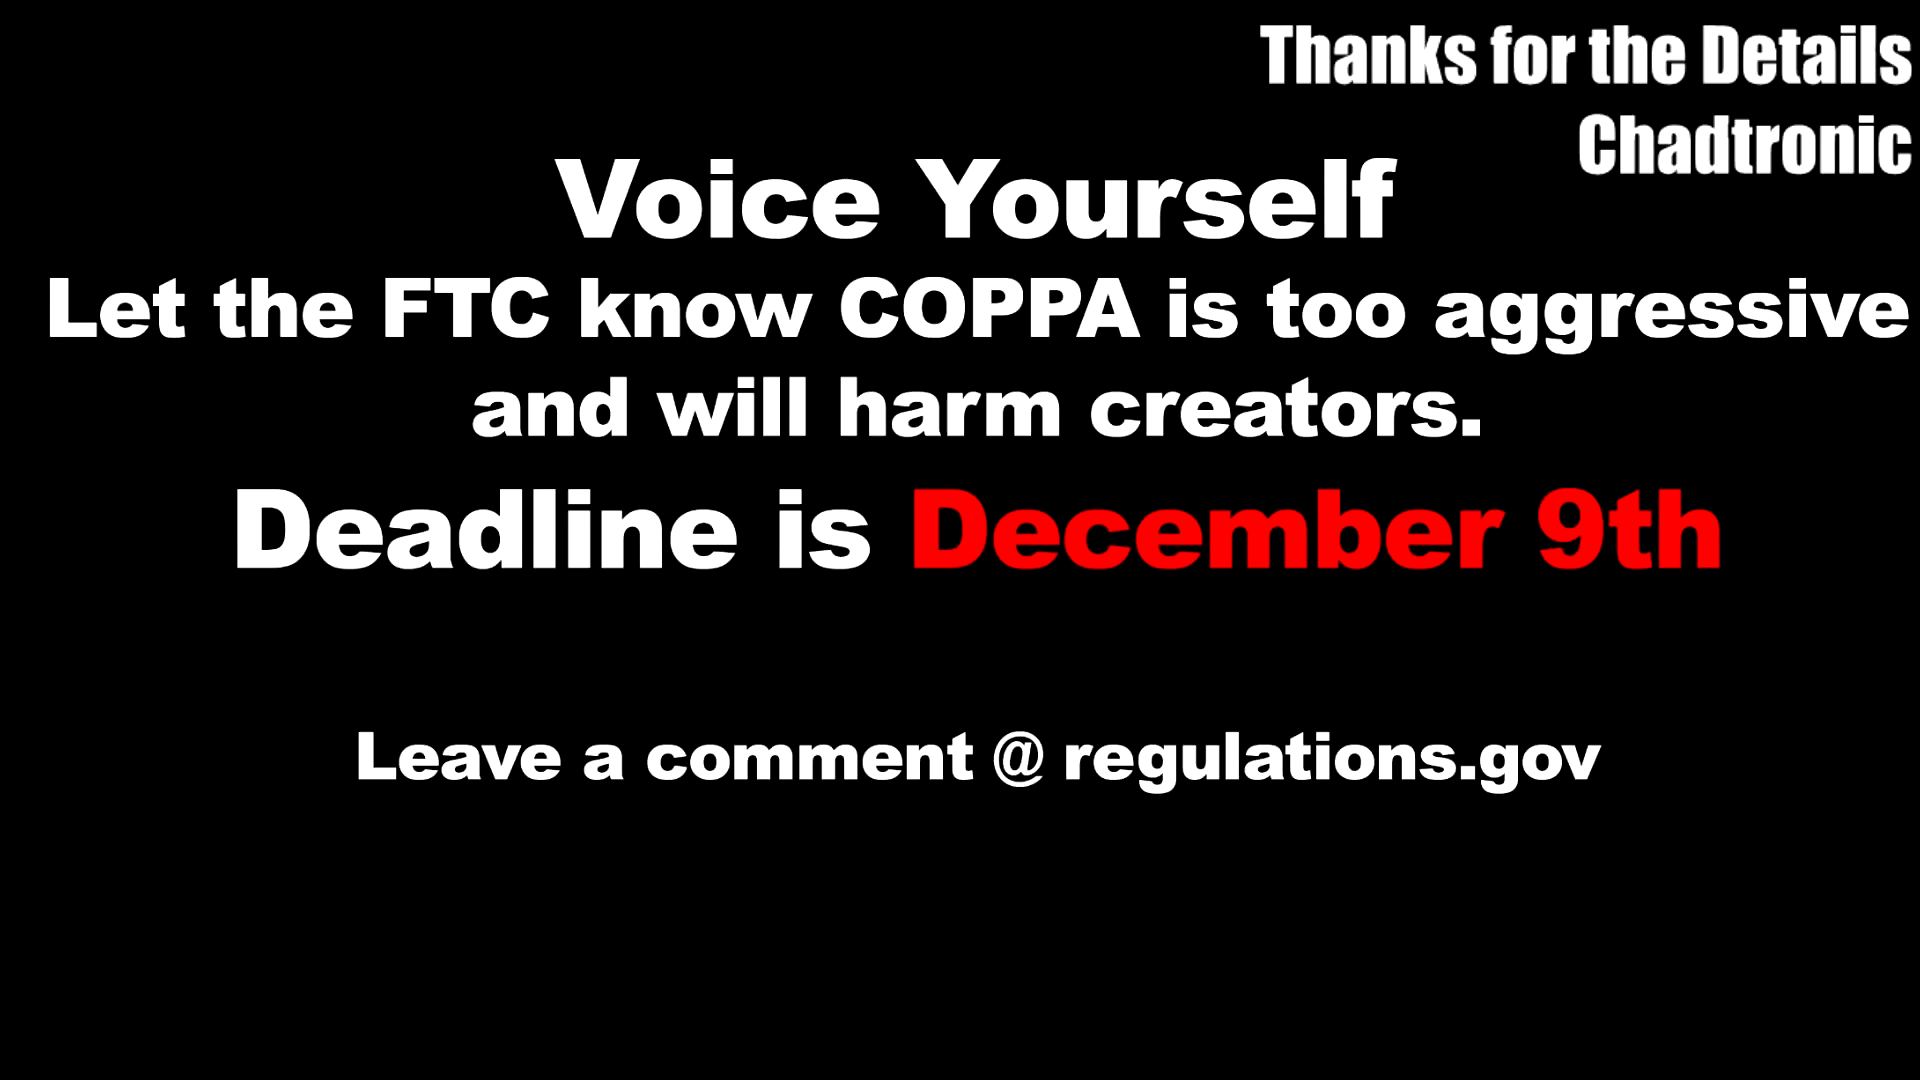 Thanks for the Details
Chadtronic
Voice Yourself
Let the FTC know COPPA is too aggressive
and will harm creators.
Deadline is December 9th
Leave a comment @ regulations.gov